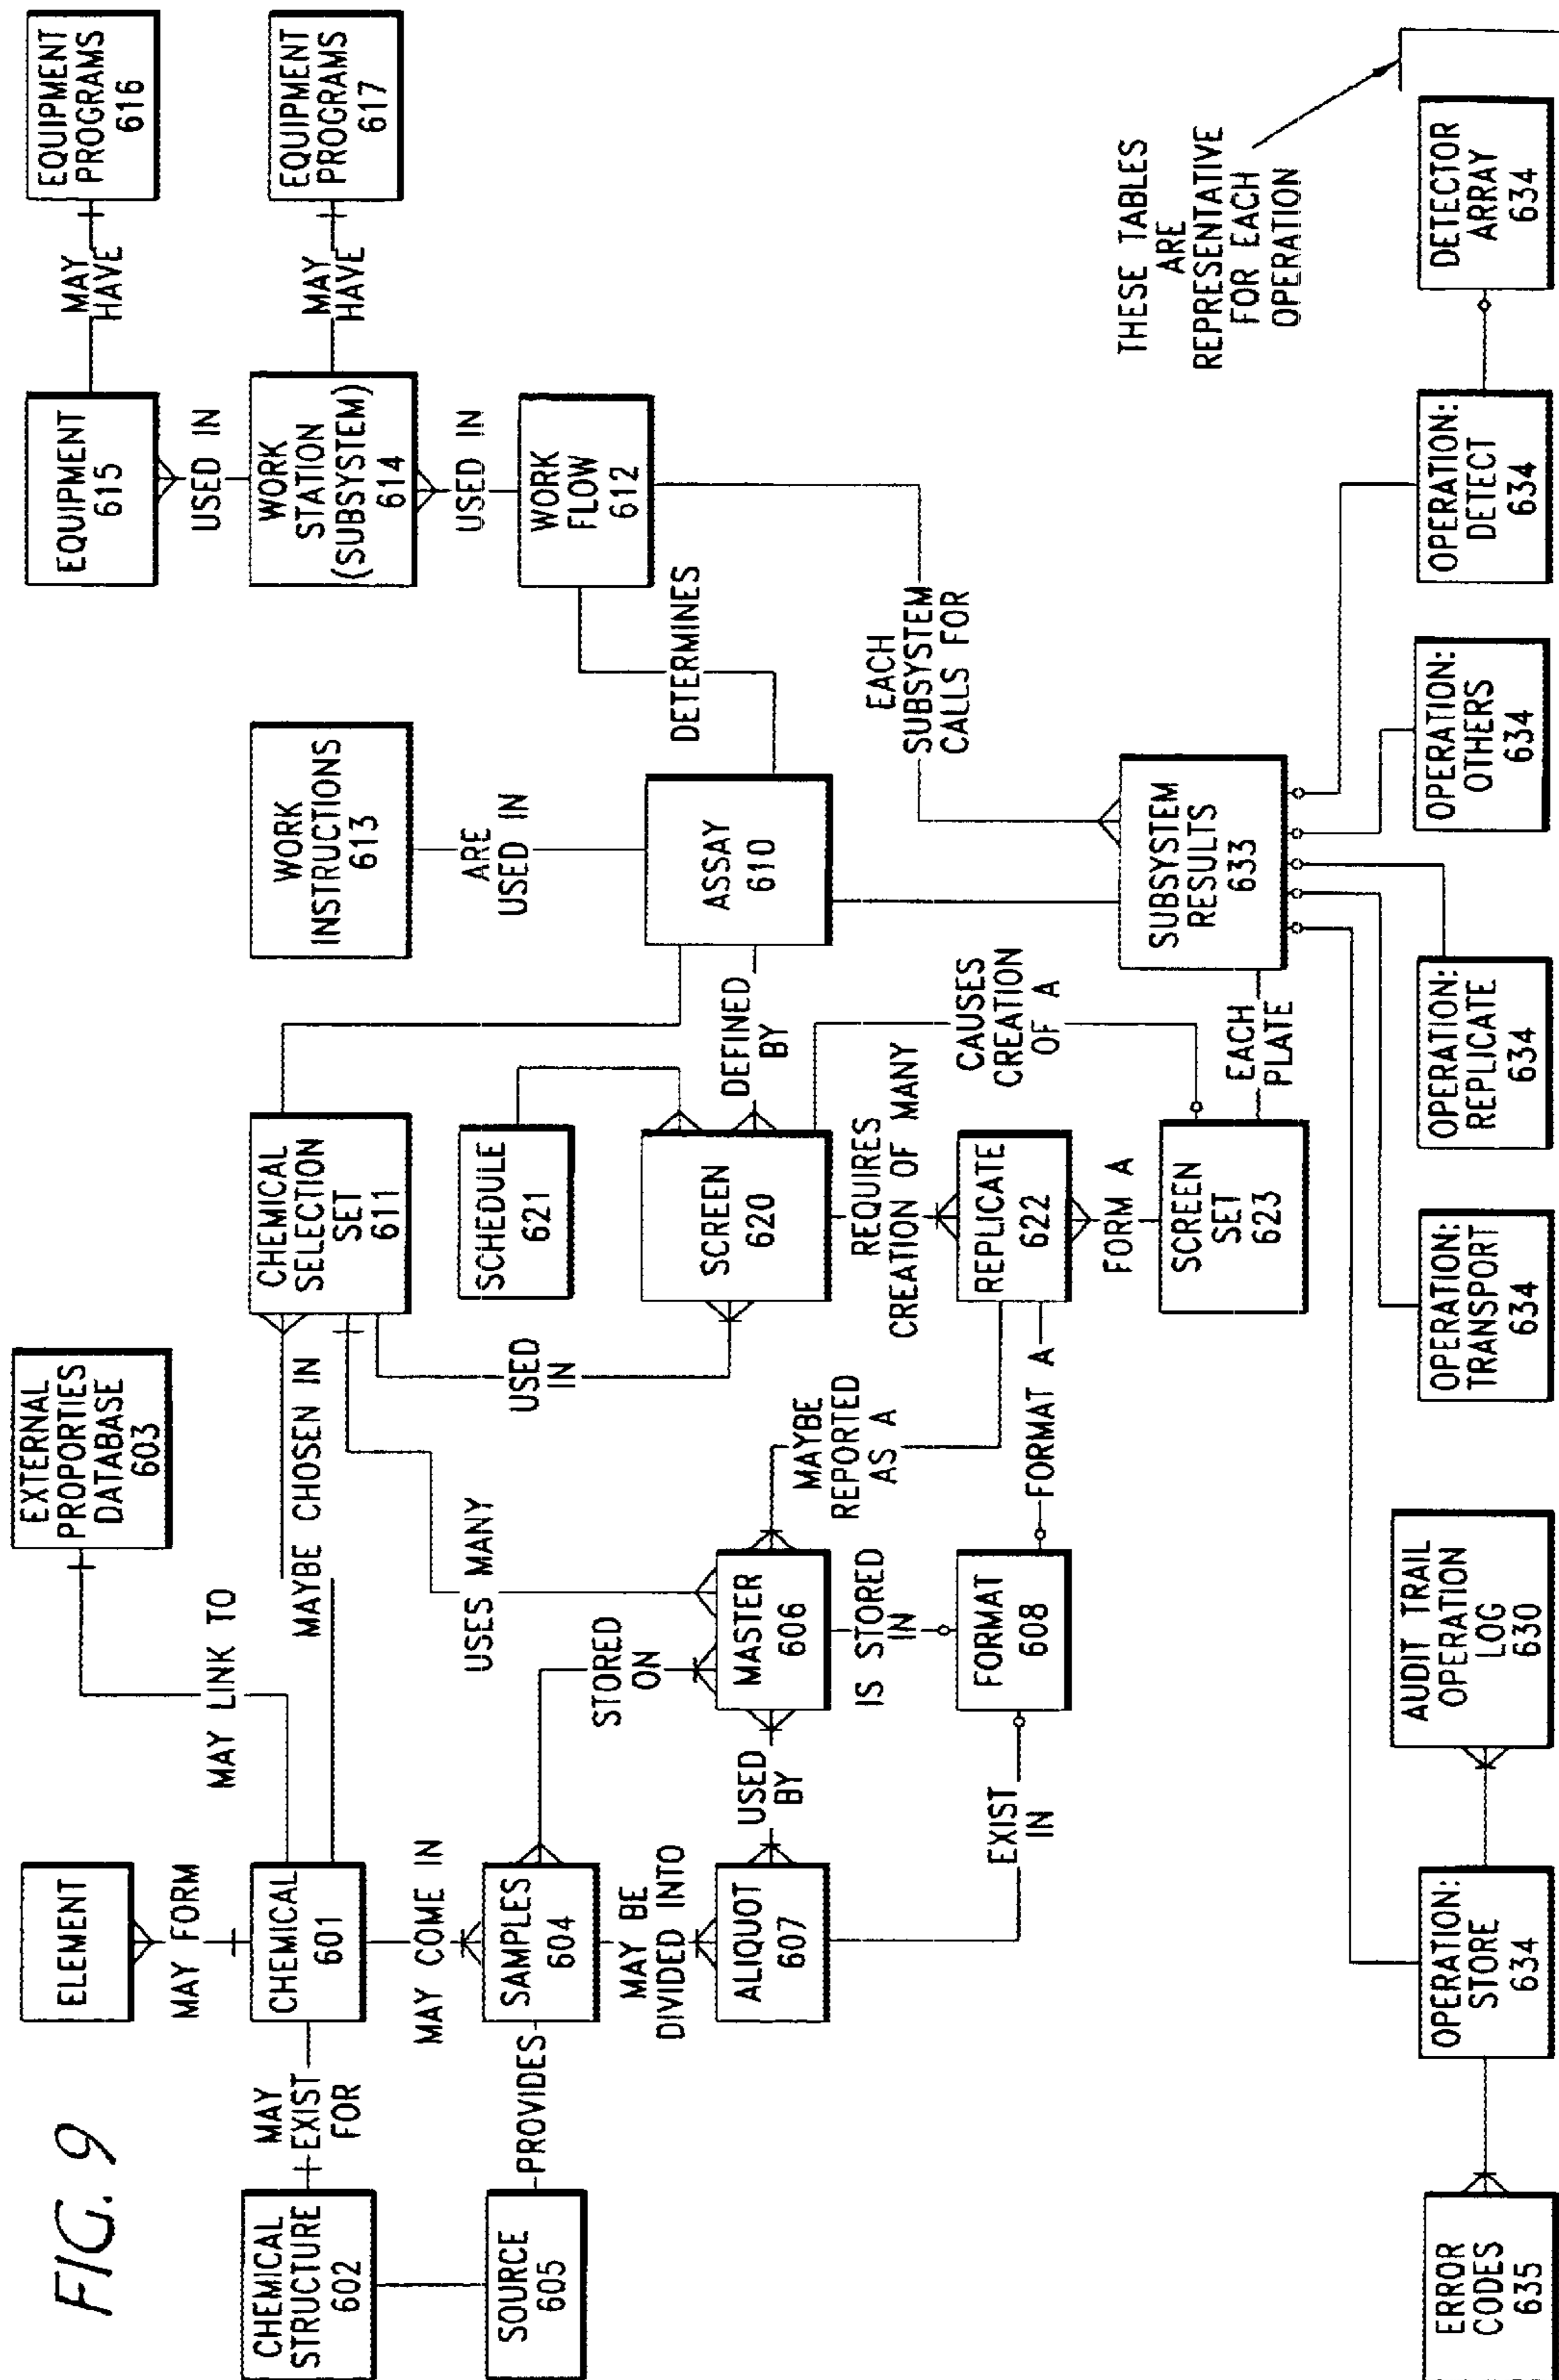 FIG. 9
ELEMENT
MAY FORM
CHEMICAL
601
MAY
EXIST
FOR
CHEMICAL
STRUCTURE
602
SOURCE
605
PROVIDES
MAY COME IN
SAMPLES
604
MAY BE
DIVIDED INTO
ALIQUOT
607
EXIST
IN
USED
BY
STORED
ON
MAY LINK TO
EXTERNAL
PROPORTIES
DATABASE
603
MAYBE CHOSEN IN
USES MANY
MASTER
606
IS STORED
IN
FORMAT
608
FORMAT A
MAYBE
REPORTED
AS A
USED
IN
CHEMICAL
SELECTION
SET
611
SCHEDULE
621
SCREEN
620
DEFINED
BY
REQUIRES
CREATION OF MANY
REPLICATE
622
FORM A
SCREEN
SET
623
CAUSES
CREATION
OF A
EACH
PLATE
WORK
INSTRUCTIONS
613
ARE
USED IN
ASSAY
610
DETERMINES
EQUIPMENT
615
MAY
HAVE
EQUIPMENT
PROGRAMS
616
USED IN
WORK
STATION
(SUBSYSTEM)
614
MAY
HAVE
EQUIPMENT
PROGRAMS
617
USED IN
WORK
FLOW
612
EACH
SUBSYSTEM
CALLS FOR
SUBSYSTEM
RESULTS
633
THESE TABLES
ARE
REPRESENTATIVE
FOR EACH
OPERATION
ERROR
CODES
635
OPERATION:
STORE
634
AUDIT TRAIL
OPERATION
LOG
630
OPERATION:
TRANSPORT
634
OPERATION:
REPLICATE
634
OPERATION:
OTHERS
634
OPERATION:
DETECT
634
DETECTOR
ARRAY
634